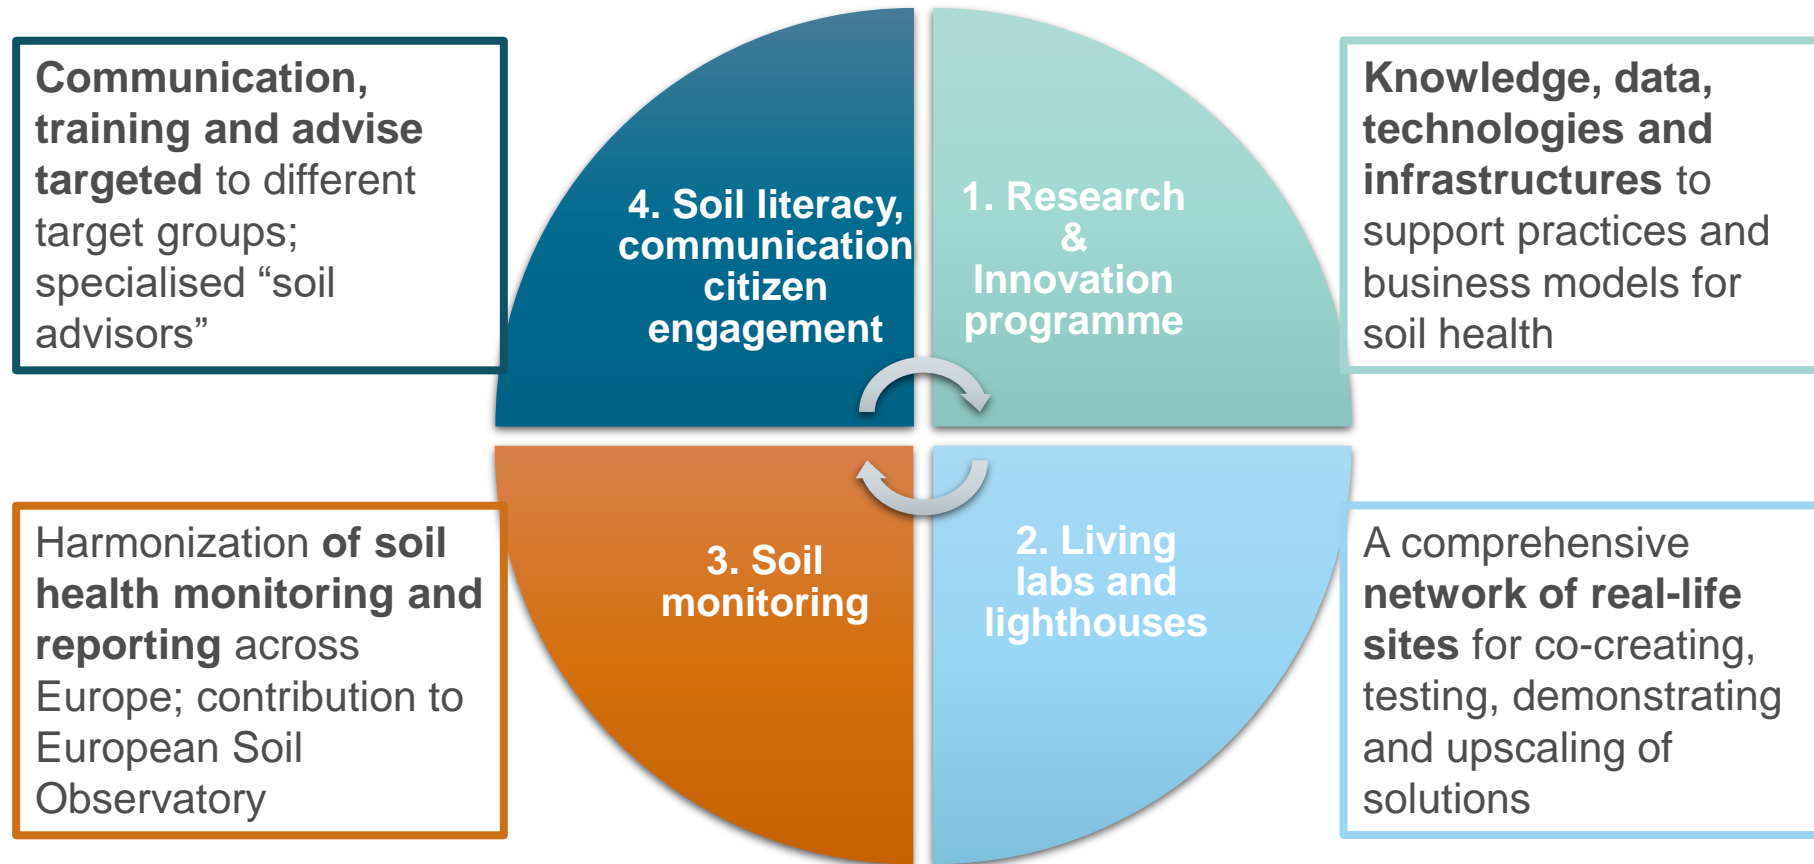 Communication,
training and advise
targeted to different
target groups;
specialised “soil
advisors”
4. Soil literacy,
communication
citizen
engagement
1. Research
&
Innovation
programme
Knowledge, data,
technologies and
infrastructures to
support practices and
business models for
soil health
Harmonization of soil
health monitoring and
reporting across
Europe; contribution to
European Soil
Observatory
3. Soil
monitoring
2. Living
labs and
lighthouses
A comprehensive
network of real-life
sites for co-creating,
testing, demonstrating
and upscaling of
solutions